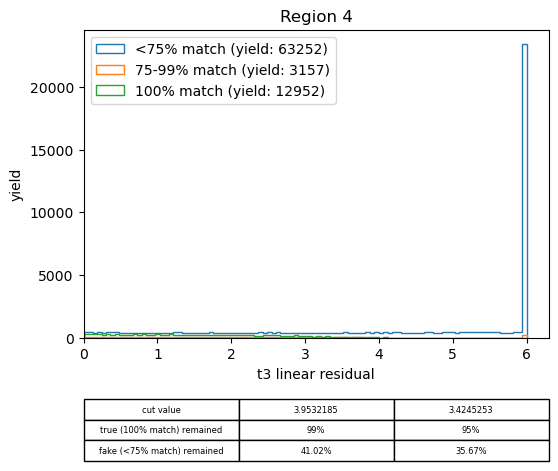 Region 4
<75% match (yield: 63252)
75-99% match (yield: 3157)
100% match (yield: 12952)
yield
20000
15000
10000
5000
0
0 1 2 3 4 5 6
t3 linear residual
cut value 3.9532185 3.4245253
true (100% match) remained 99% 95%
fake (<75% match) remained 41.02% 35.67%